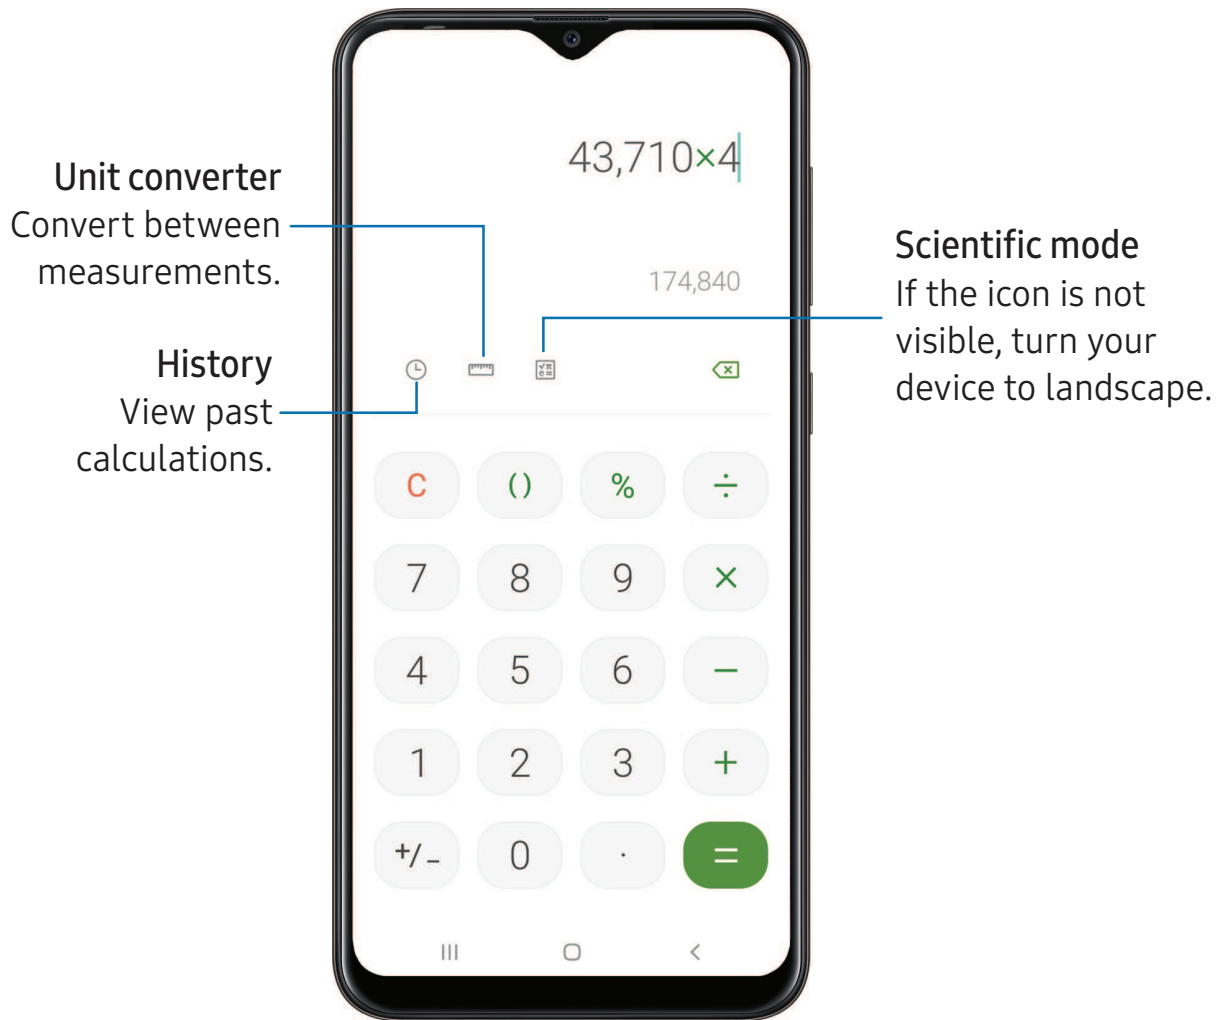 43,710×4
Unit converter
Convert between
measurements.
174,840
Scientific mode
If the icon is not
visible, turn your
device to landscape.
History
View past
calculations.
√π
e=
C () % ÷
7 8 9 ×
4 5 6 −
1 2 3 +
+/− 0 . =